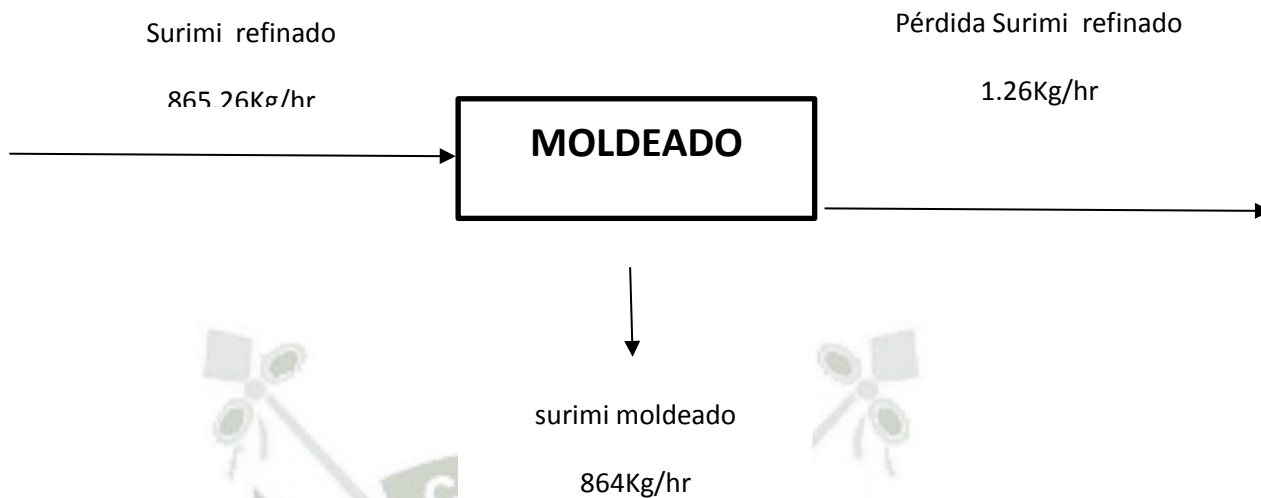 Surimi refinado
865.26Kg/hr
Pérdida Surimi refinado
1.26Kg/hr
MOLDEADO
surimi moldeado
864Kg/hr